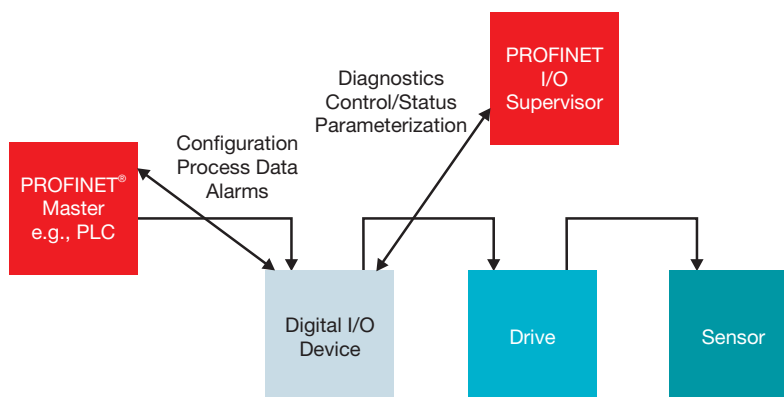 PROFINET
I/O
Supervisor
Diagnostics
Control/Status
Parameterization
Configuration
Process Data
Alarms
PROFINET®
Master
e.g., PLC
Digital I/O
Device
Drive
Sensor